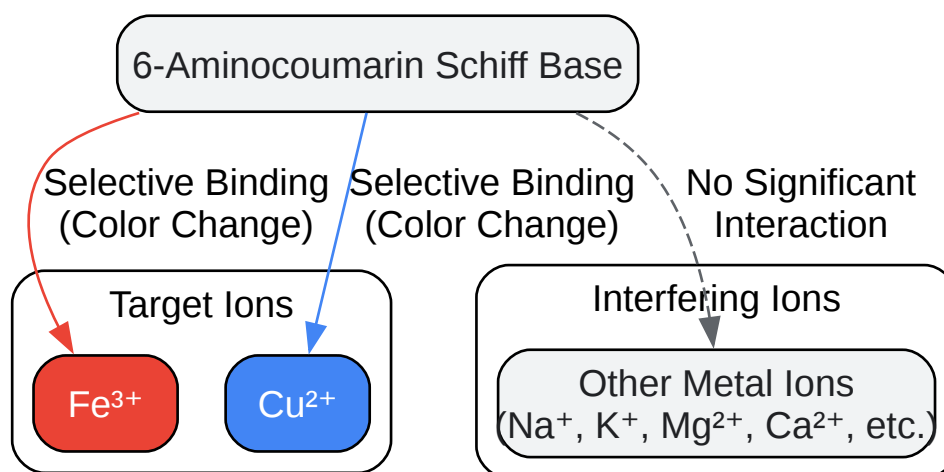 6-Aminocoumarin Schiff Base
Selective Binding
(Color Change)
Selective Binding
(Color Change)
No Significant
Interaction
Target Ions
Interfering Ions
Fe³⁺
Cu²⁺
Other Metal Ions
(Na⁺, K⁺, Mg²⁺, Ca²⁺, etc.)